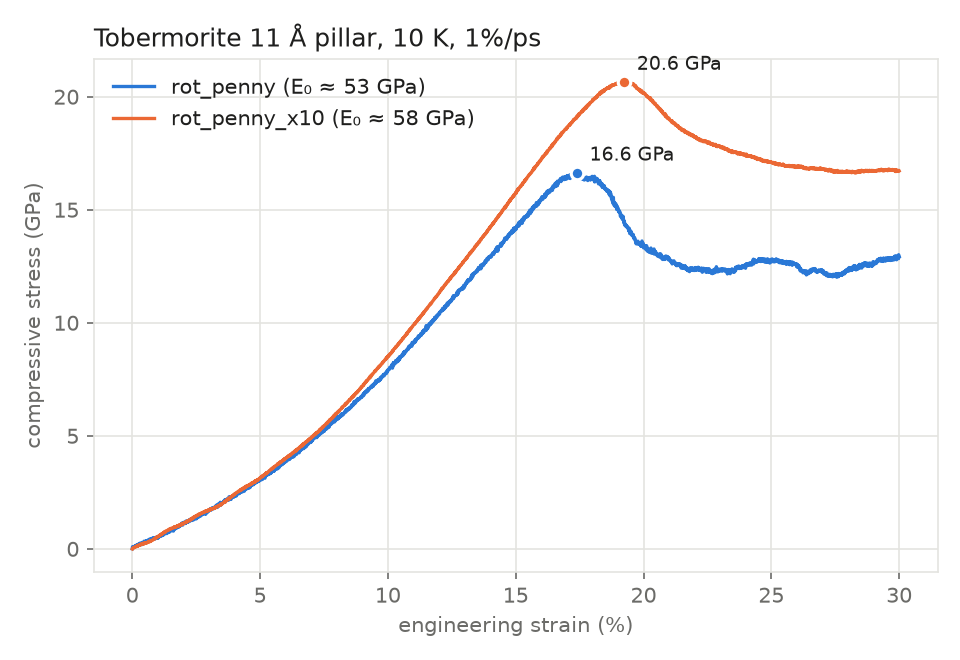 Tobermorite 11 Å pillar, 10 K, 1%/ps
20.6 GPa
rot_penny (E₀ ≈ 53 GPa)
rot_penny_x10 (E₀ ≈ 58 GPa)
16.6 GPa
compressive stress (GPa)
20
15
10
5
0
0 5 10 15 20 25 30
engineering strain (%)